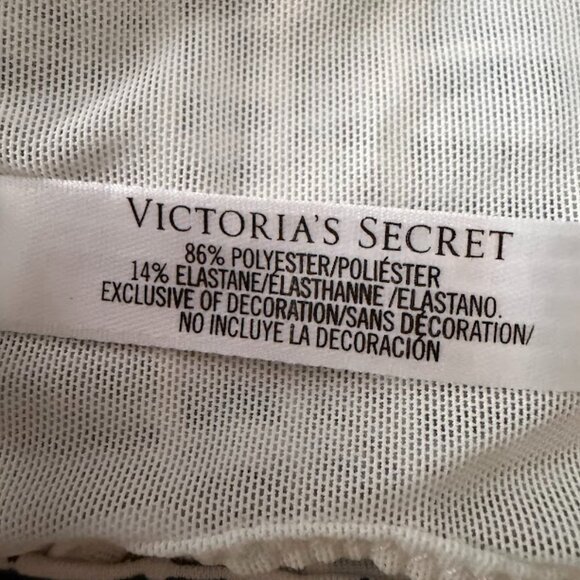 VICTORIA'S SECRET
86% POLYESTER/POLIÉSTER
14% ELASTANE/ÉLASTHANNE /ELASTANO.
EXCLUSIVE OF DECORATION/SANS DÉCORATION/
NO INCLUYE LA DECORACIÓN